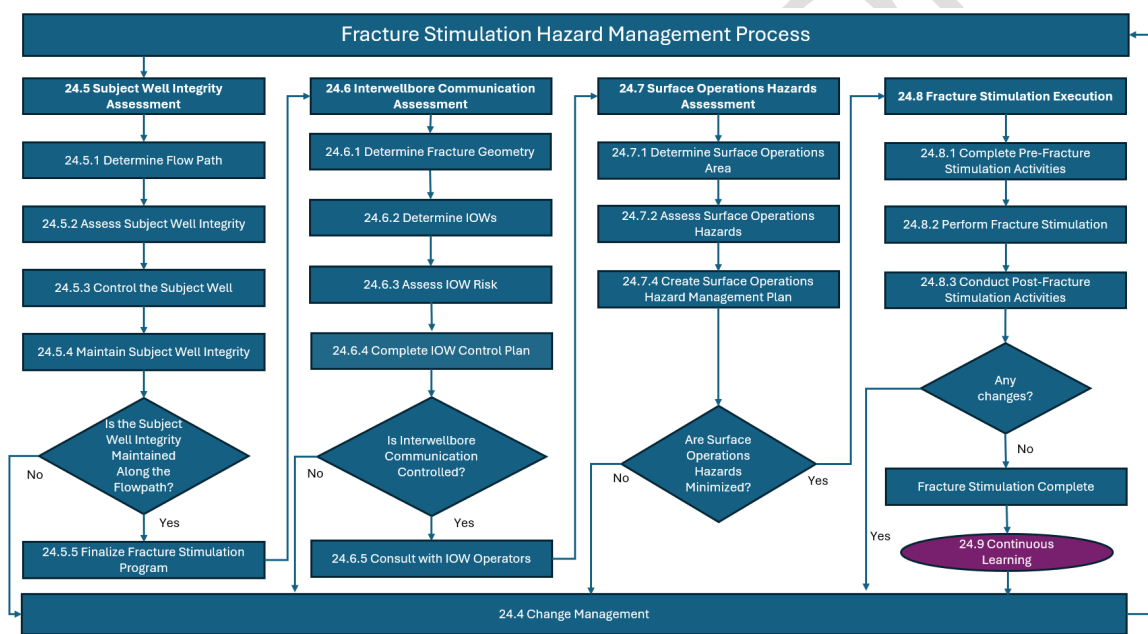 Fracture Stimulation Hazard Management Process
24.5 Subject Well Integrity
Assessment
24.5.1 Determine Flow Path
24.5.2 Assess Subject Well Integrity
24.5.3 Control the Subject Well
24.5.4 Maintain Subject Well Integrity
Is the Subject
Well Integrity
Maintained
Along the
Flowpath?
No
Yes
24.5.5 Finalize Fracture Stimulation
Program
24.6 Interwellbore Communication
Assessment
24.6.1 Determine Fracture Geometry
24.6.2 Determine IOWs
24.6.3 Assess IOW Risk
24.6.4 Complete IOW Control Plan
Is Interwellbore
Communication
Controlled?
No
Yes
24.6.5 Consult with IOW Operators
24.7 Surface Operations Hazards
Assessment
24.7.1 Determine Surface Operations
Area
24.7.2 Assess Surface Operations
Hazards
24.7.4 Create Surface Operations
Hazard Management Plan
Are Surface
Operations
Hazards
Minimized?
No
Yes
24.8 Fracture Stimulation Execution
24.8.1 Complete Pre-Fracture
Stimulation Activities
24.8.2 Perform Fracture Stimulation
24.8.3 Conduct Post-Fracture
Stimulation Activities
Any
changes?
No
Yes
Fracture Stimulation Complete
24.9 Continuous
Learning
24.4 Change Management